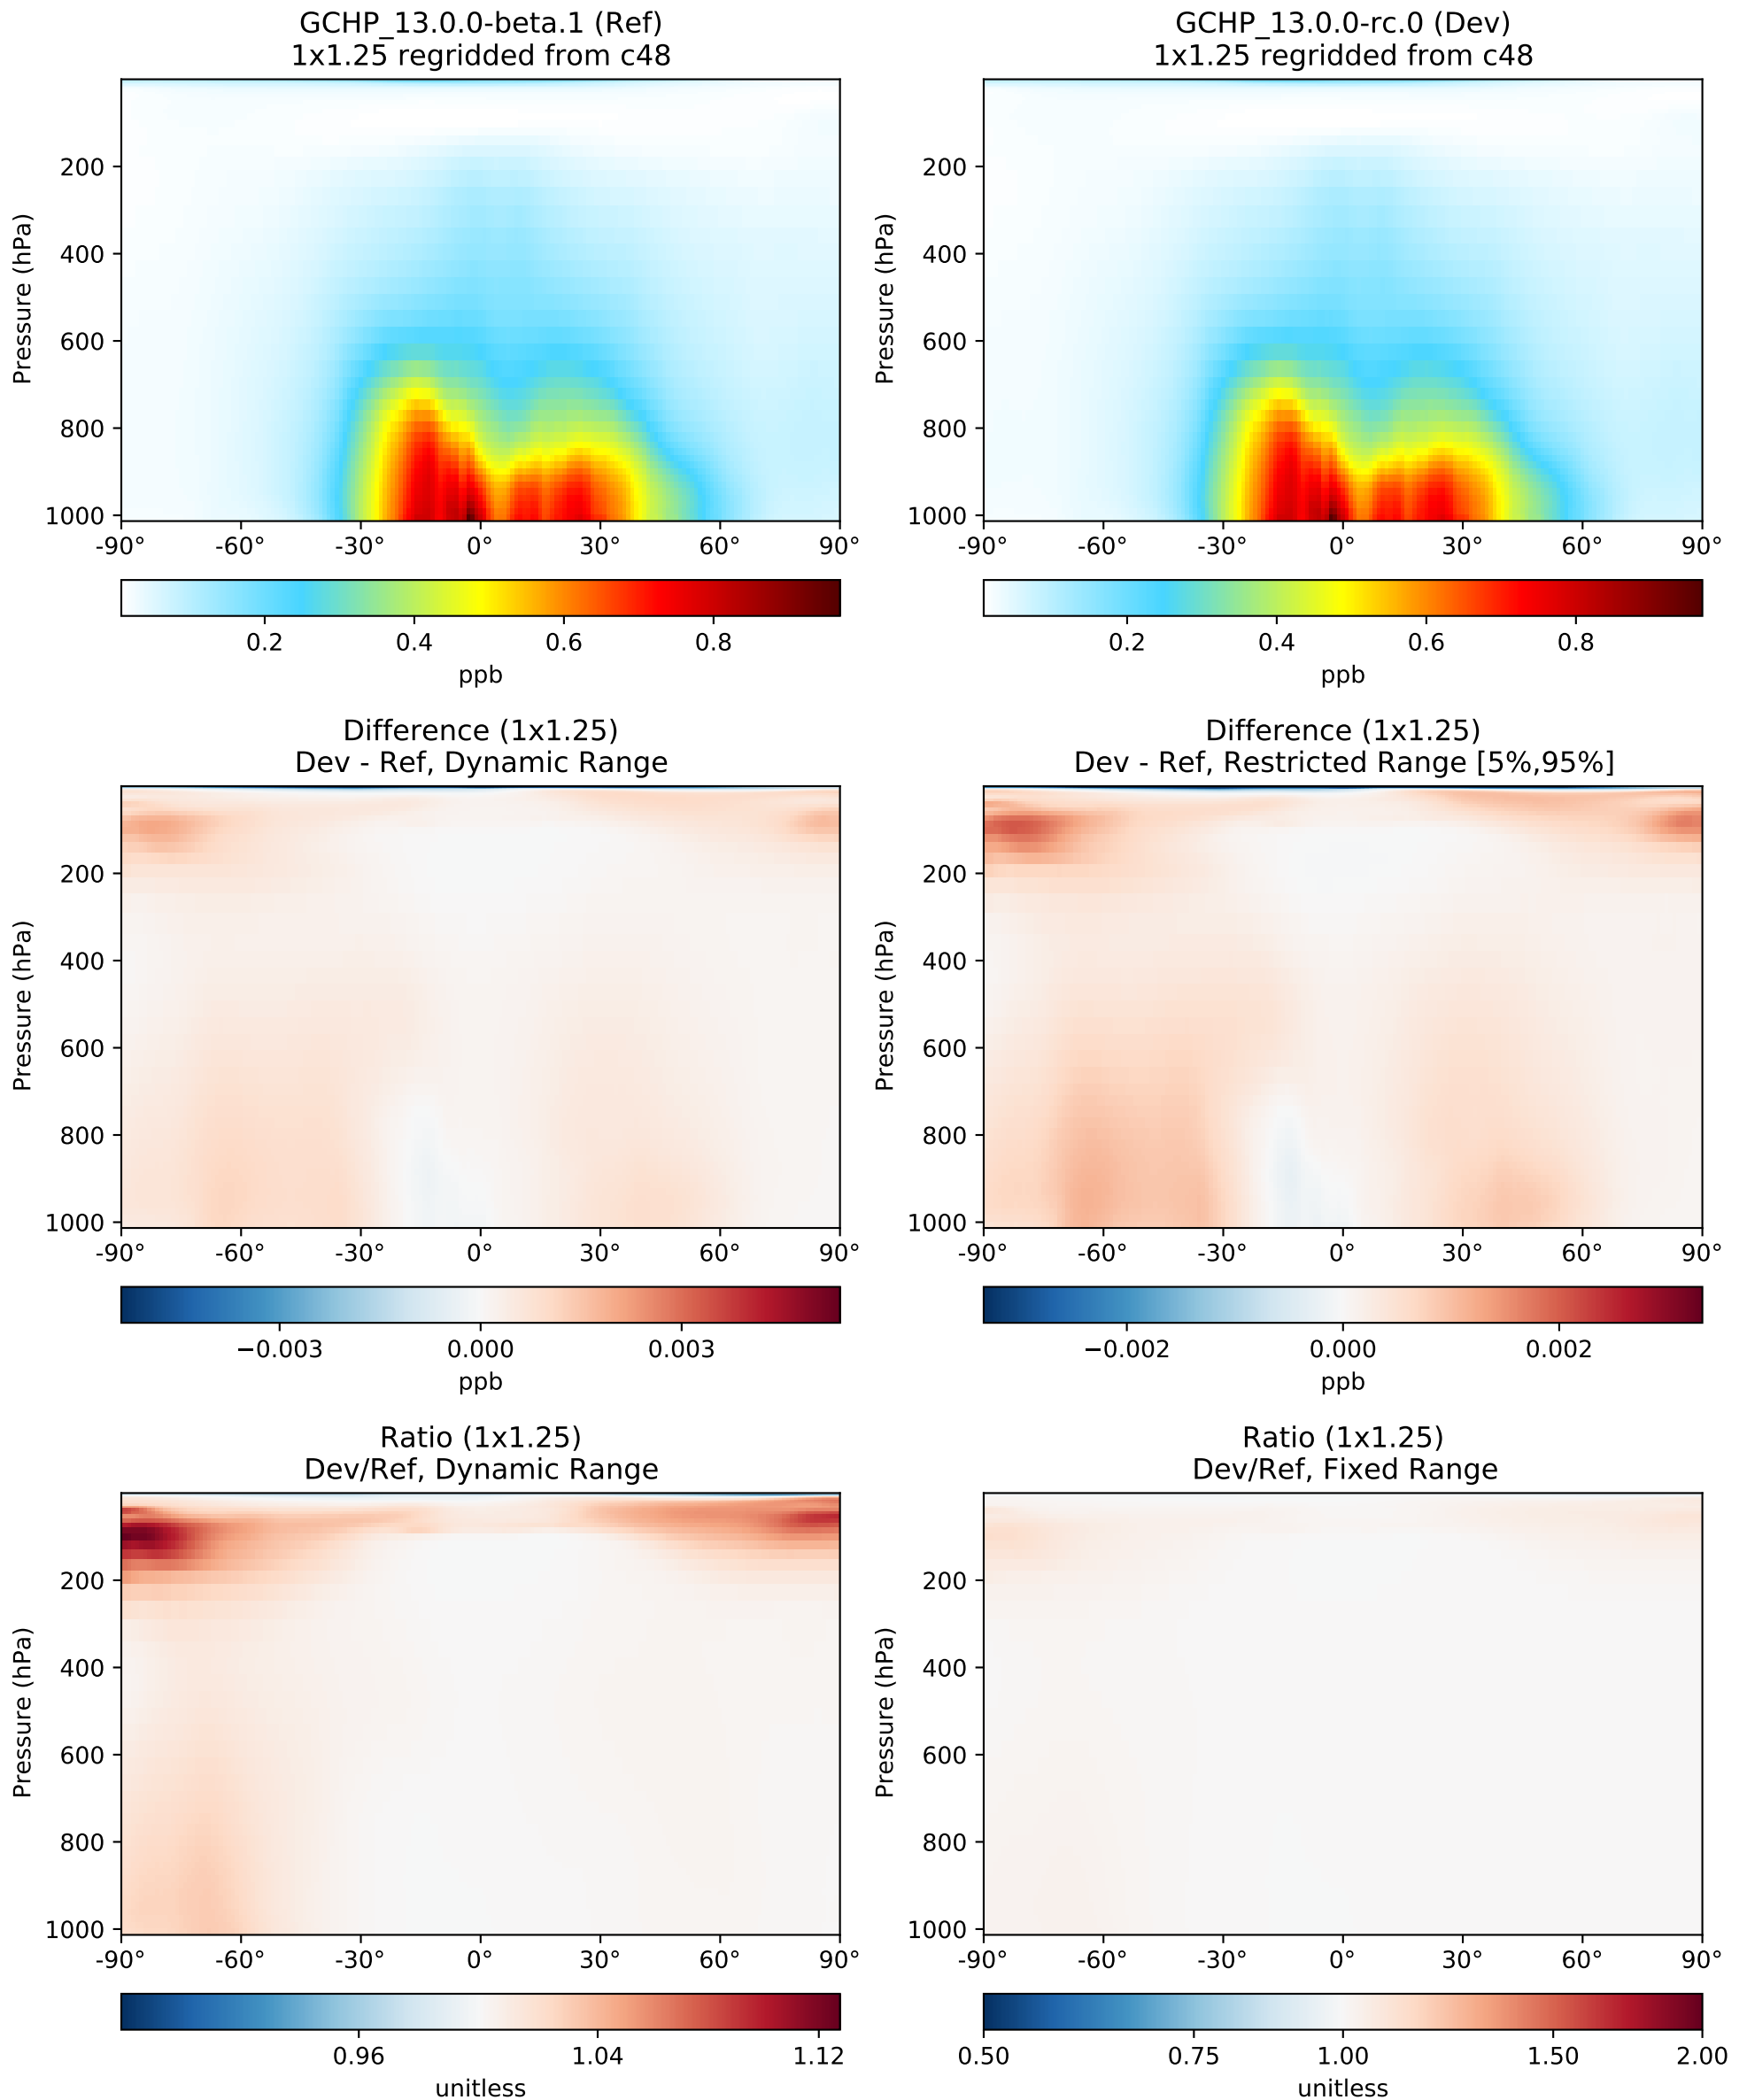 GCHP_13.0.0-beta.1 (Ref)
1x1.25 regridded from c48
Pressure (hPa)
200
400
600
800
1000
-90° -60° -30° 0° 30° 60° 90°
0.2 0.4 0.6 0.8
ppb
GCHP_13.0.0-rc.0 (Dev)
1x1.25 regridded from c48
Pressure (hPa)
200
400
600
800
1000
-90° -60° -30° 0° 30° 60° 90°
0.2 0.4 0.6 0.8
ppb
Difference (1x1.25)
Dev - Ref, Dynamic Range
Pressure (hPa)
200
400
600
800
1000
-90° -60° -30° 0° 30° 60° 90°
−0.003 0.000 0.003
ppb
Difference (1x1.25)
Dev - Ref, Restricted Range [5%,95%]
Pressure (hPa)
200
400
600
800
1000
-90° -60° -30° 0° 30° 60° 90°
−0.002 0.000 0.002
ppb
Ratio (1x1.25)
Dev/Ref, Dynamic Range
Pressure (hPa)
200
400
600
800
1000
-90° -60° -30° 0° 30° 60° 90°
0.96 1.04 1.12
unitless
Ratio (1x1.25)
Dev/Ref, Fixed Range
Pressure (hPa)
200
400
600
800
1000
-90° -60° -30° 0° 30° 60° 90°
0.50 0.75 1.00 1.50 2.00
unitless